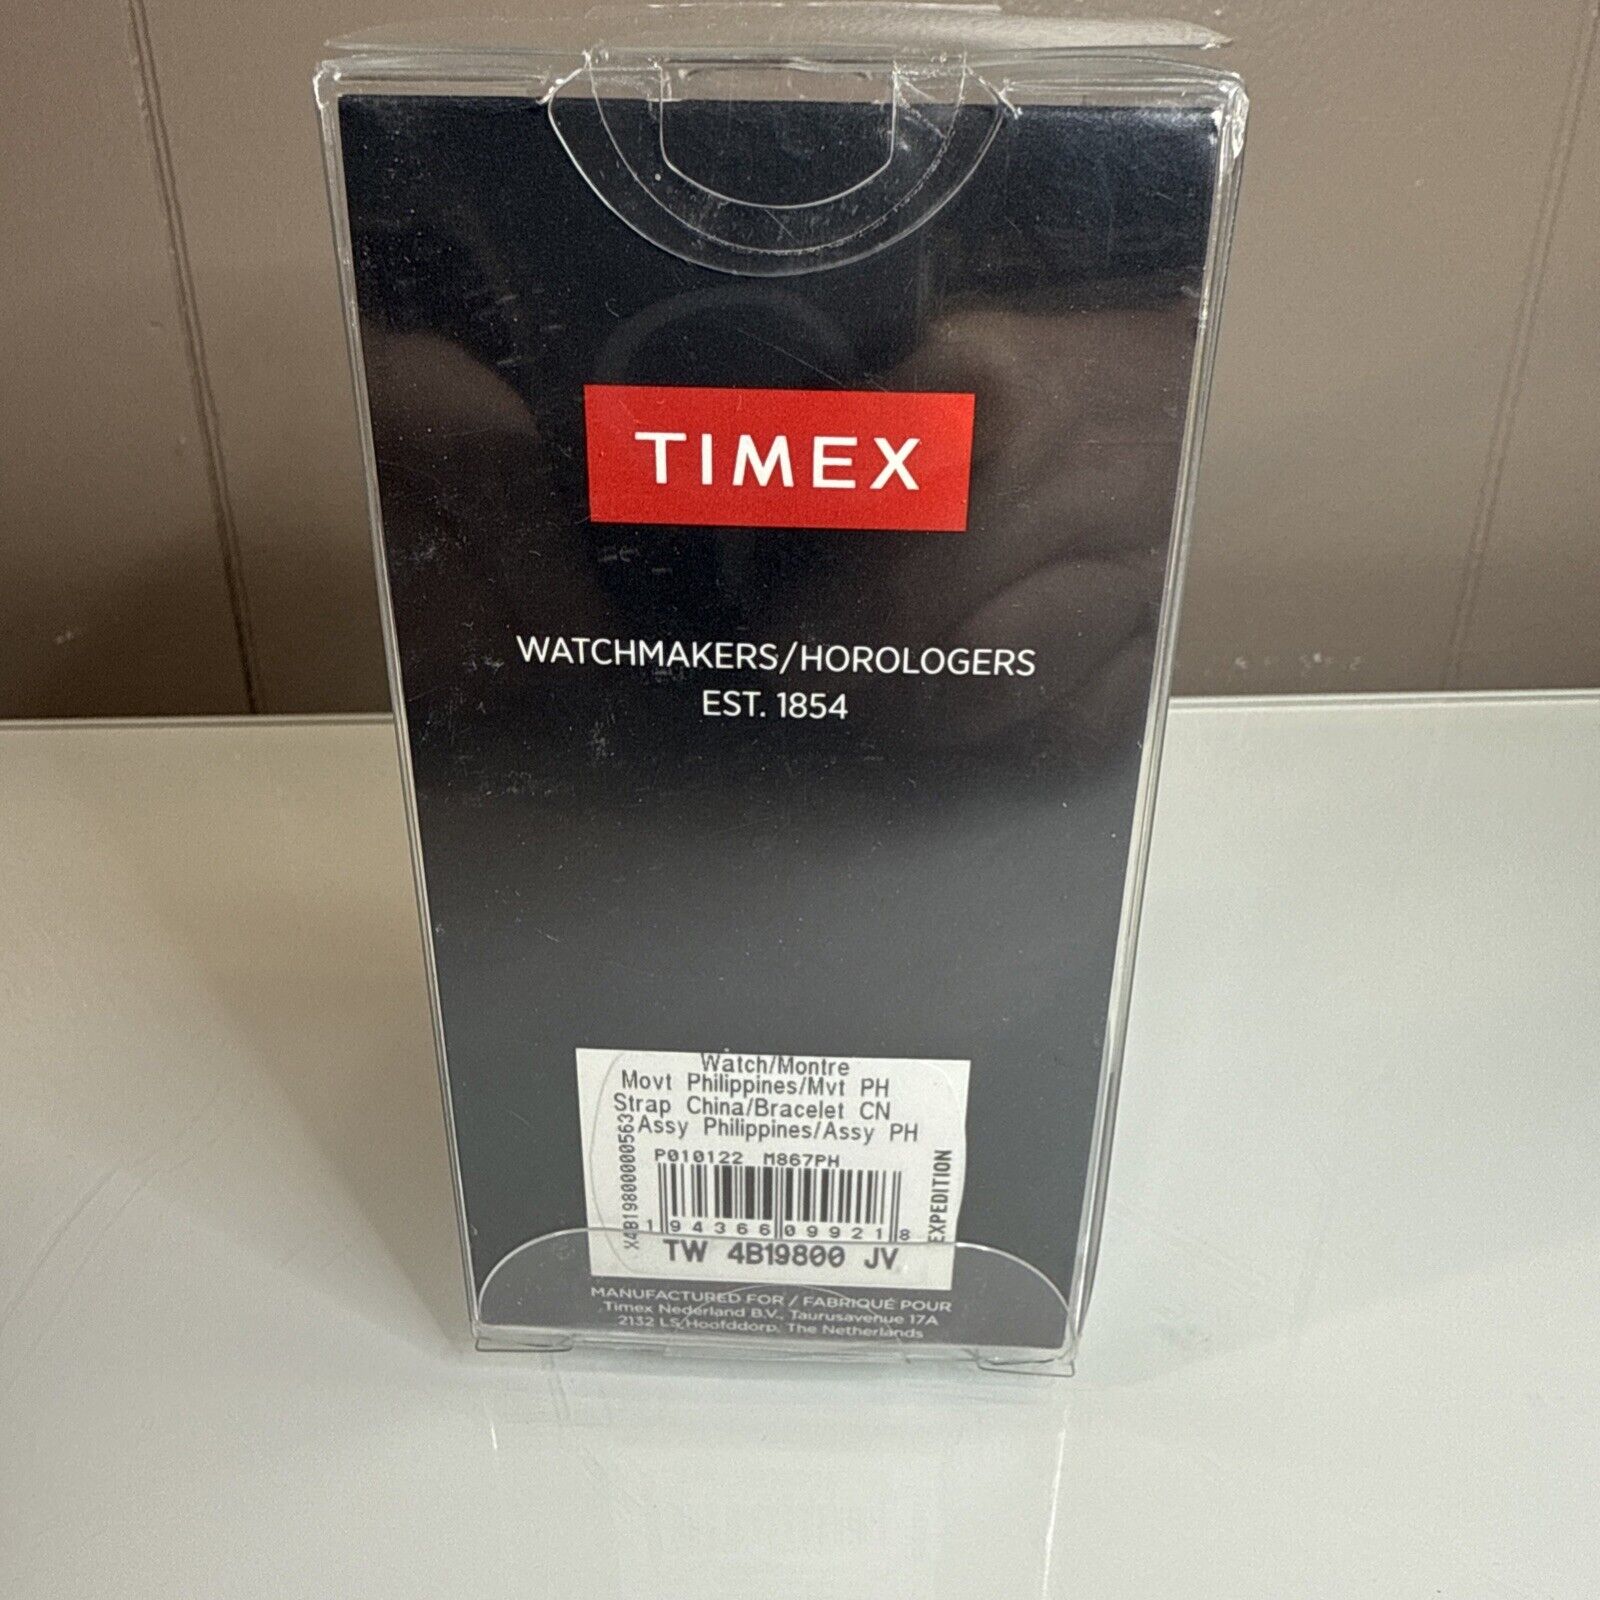 TIMEX
WATCHMAKERS/HOROLOGERS
EST. 1854
Watch/Montre
Movt Philippines/Mvt PH
Strap China/Bracelet CN
Assy Philippines/Assy PH
P010122 M867PH
X4B19800000563
EXPEDITION
1 94366 09921 8
TW 4B19800 JV
MANUFACTURED FOR / FABRIQUÉ POUR
Timex Nederland B.V., Taurusavenue 17A
2132 LS Hoofddorp, The Netherlands